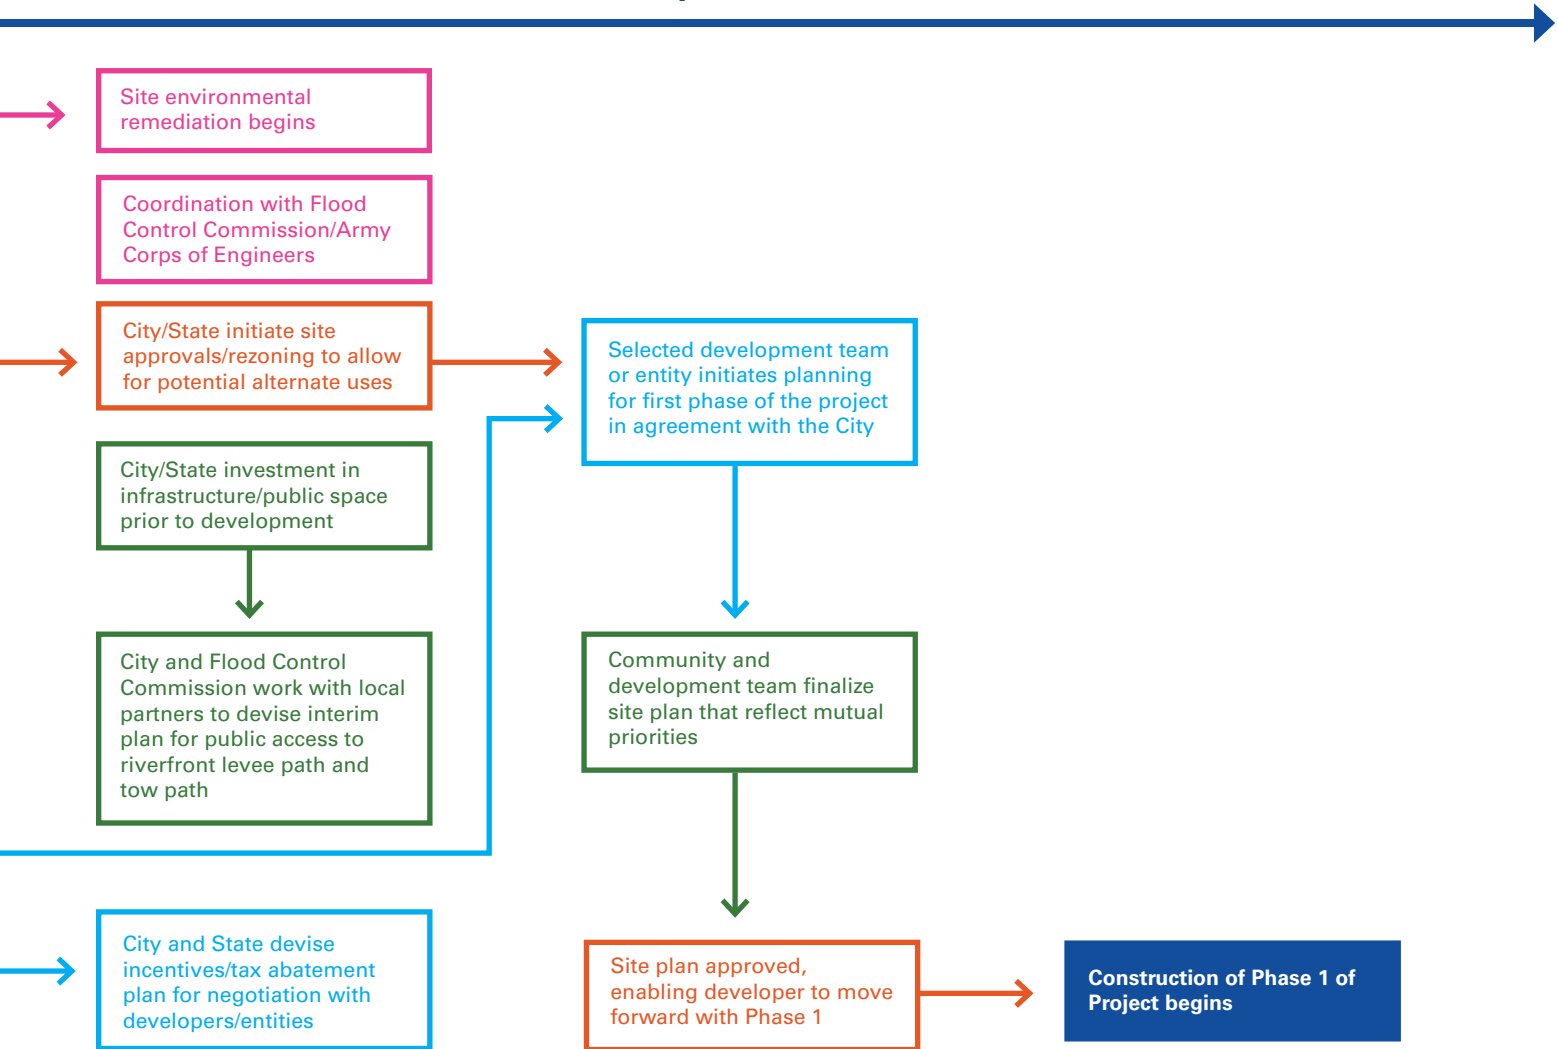 Site environmental
remediation begins
Coordination with Flood
Control Commission/Army
Corps of Engineers
City/State initiate site
approvals/rezoning to allow
for potential alternate uses
City/State investment in
infrastructure/public space
prior to development
City and Flood Control
Commission work with local
partners to devise interim
plan for public access to
riverfront levee path and
tow path
City and State devise
incentives/tax abatement
plan for negotiation with
developers/entities
Selected development team
or entity initiates planning
for first phase of the project
in agreement with the City
Community and
development team finalize
site plan that reflect mutual
priorities
Site plan approved,
enabling developer to move
forward with Phase 1
Construction of Phase 1 of
Project begins